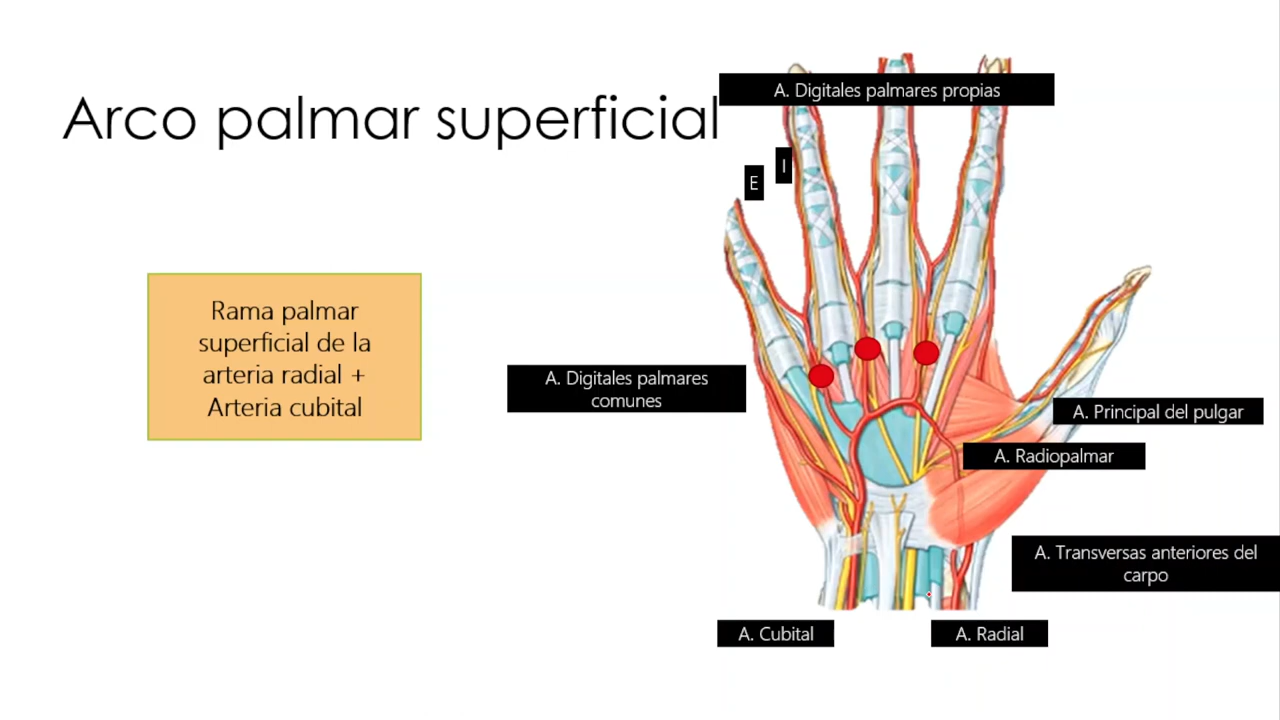 Arco palmar superficial
A. Digitales palmares propias
I
E
Rama palmar
superficial de la
arteria radial +
Arteria cubital
A. Digitales palmares
comunes
A. Principal del pulgar
A. Radiopalmar
A. Transversas anteriores del
carpo
A. Cubital
A. Radial